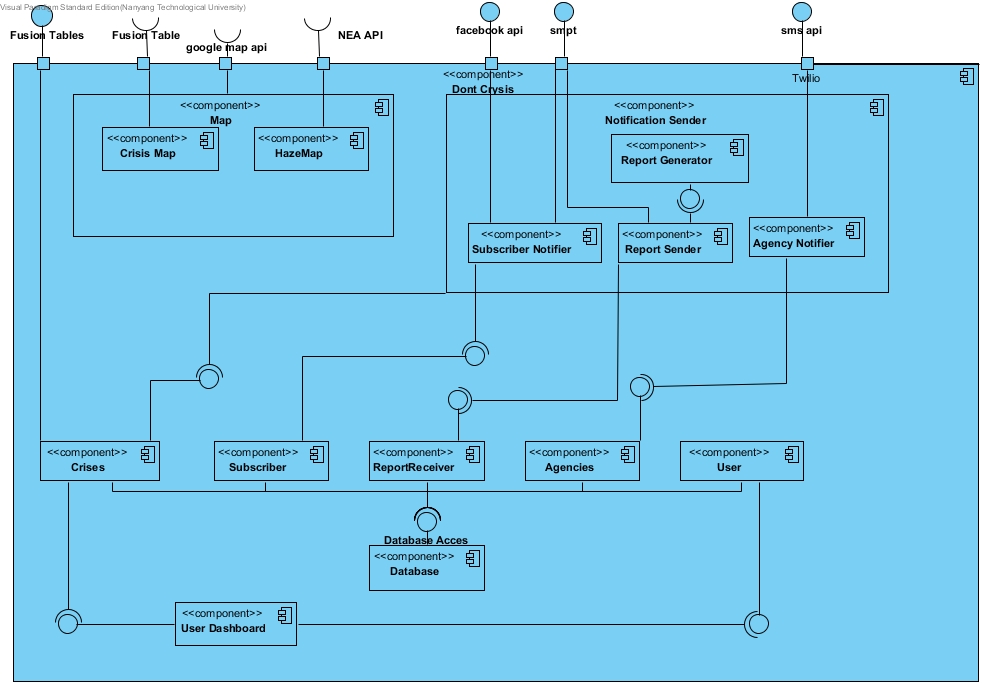 Visual Paradigm Standard Edition(Nanyang Technological University)
Fusion Tables
Fusion Table
google map api
NEA API
facebook api
smpt
sms api
<<component>>
Dont Crysis
Twilio
<<component>>
Map
<<component>>
Crisis Map
<<component>>
HazeMap
<<component>>
Notification Sender
<<component>>
Report Generator
<<component>>
Subscriber Notifier
<<component>>
Report Sender
<<component>>
Agency Notifier
<<component>>
Crises
<<component>>
Subscriber
<<component>>
ReportReceiver
<<component>>
Agencies
<<component>>
User
Database Acces
<<component>>
Database
<<component>>
User Dashboard